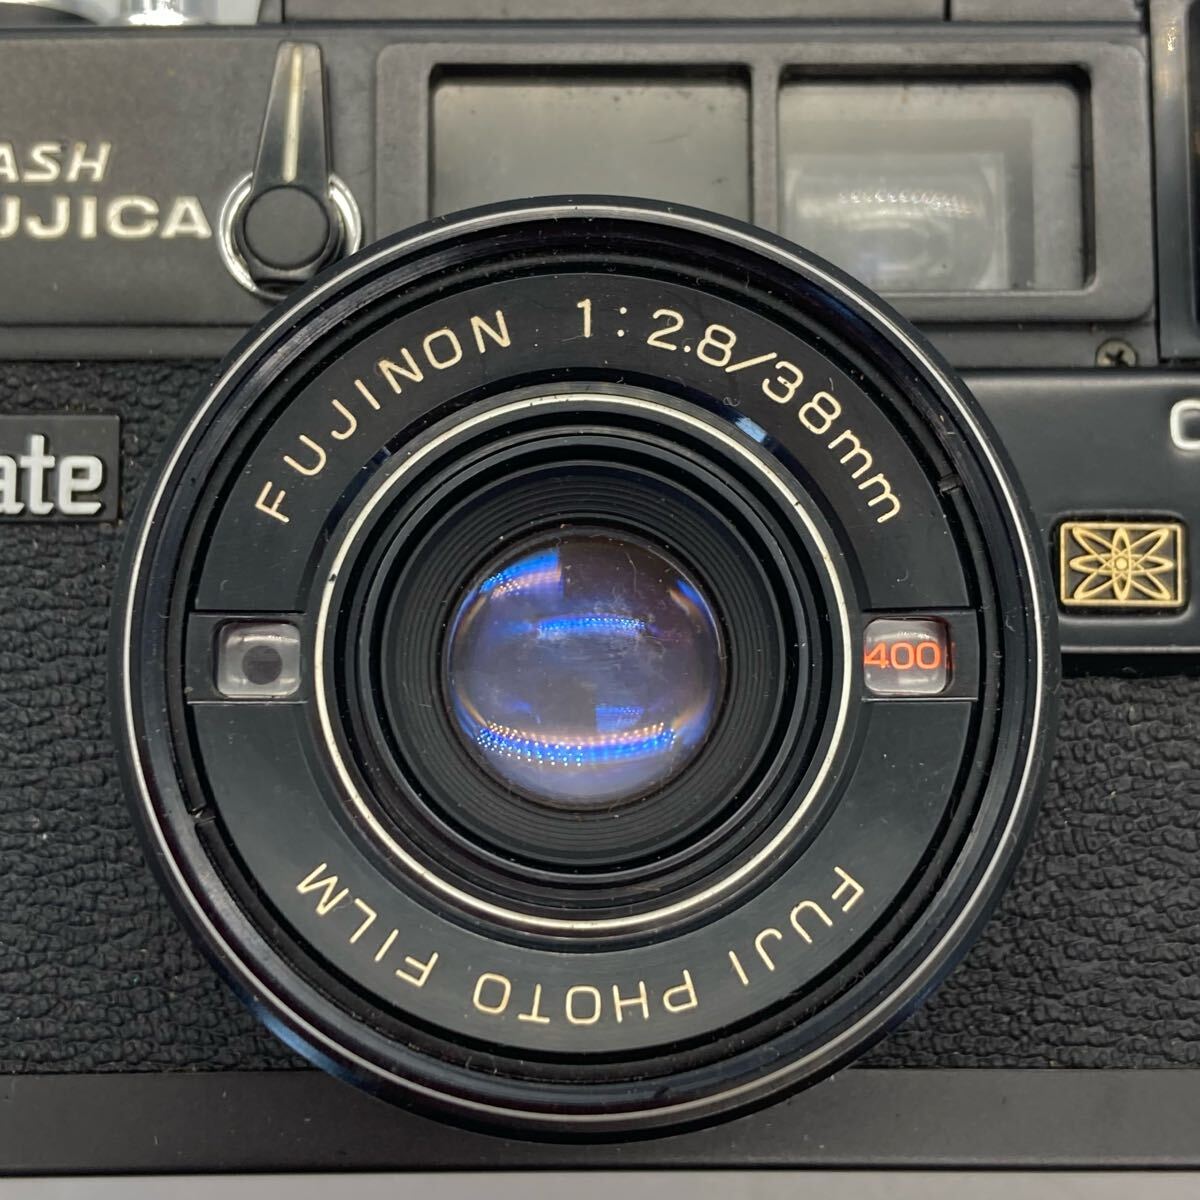 ASH
UJICA
ate
FUJINON 1:2.8/38mm
400
FUJI PHOTO FILM